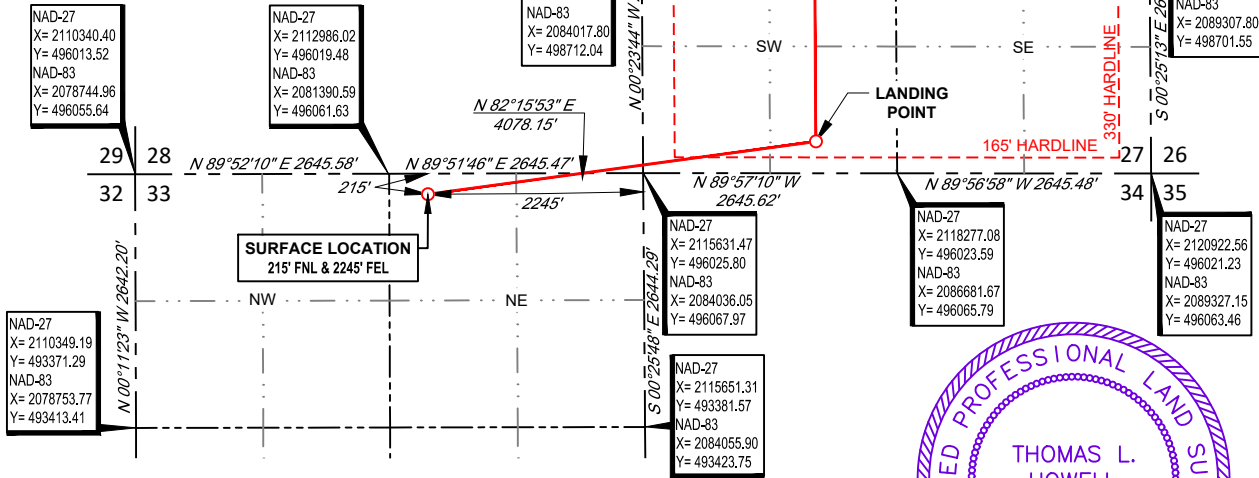 NAD-27
X= 2110340.40
Y= 496013.52
NAD-83
X= 2078744.96
Y= 496055.64
NAD-27
X= 2112986.02
Y= 496019.48
NAD-83
X= 2081390.59
Y= 496061.63
NAD-83
X= 2084017.80
Y= 498712.04
N 00°23'44" W
NAD-83
X= 2089307.80
Y= 498701.55
S 00°25'13" E
SW
SE
330' HARDLINE
165' HARDLINE
LANDING
POINT
N 82°15'53" E
4078.15'
29 28
32 33
N 89°52'10" E 2645.58'
N 89°51'46" E 2645.47'
215'
2245'
N 89°57'10" W
2645.62'
N 89°56'58" W 2645.48'
27 26
34 35
SURFACE LOCATION
215' FNL & 2245' FEL
NW
NE
N 00°11'23" W 2642.20'
S 00°25'48" E 2644.29'
NAD-27
X= 2115631.47
Y= 496025.80
NAD-83
X= 2084036.05
Y= 496067.97
NAD-27
X= 2118277.08
Y= 496023.59
NAD-83
X= 2086681.67
Y= 496065.79
NAD-27
X= 2120922.56
Y= 496021.23
NAD-83
X= 2089327.15
Y= 496063.46
NAD-27
X= 2110349.19
Y= 493371.29
NAD-83
X= 2078753.77
Y= 493413.41
NAD-27
X= 2115651.31
Y= 493381.57
NAD-83
X= 2084055.90
Y= 493423.75
ED PROFESSIONAL LAND SU
THOMAS L.